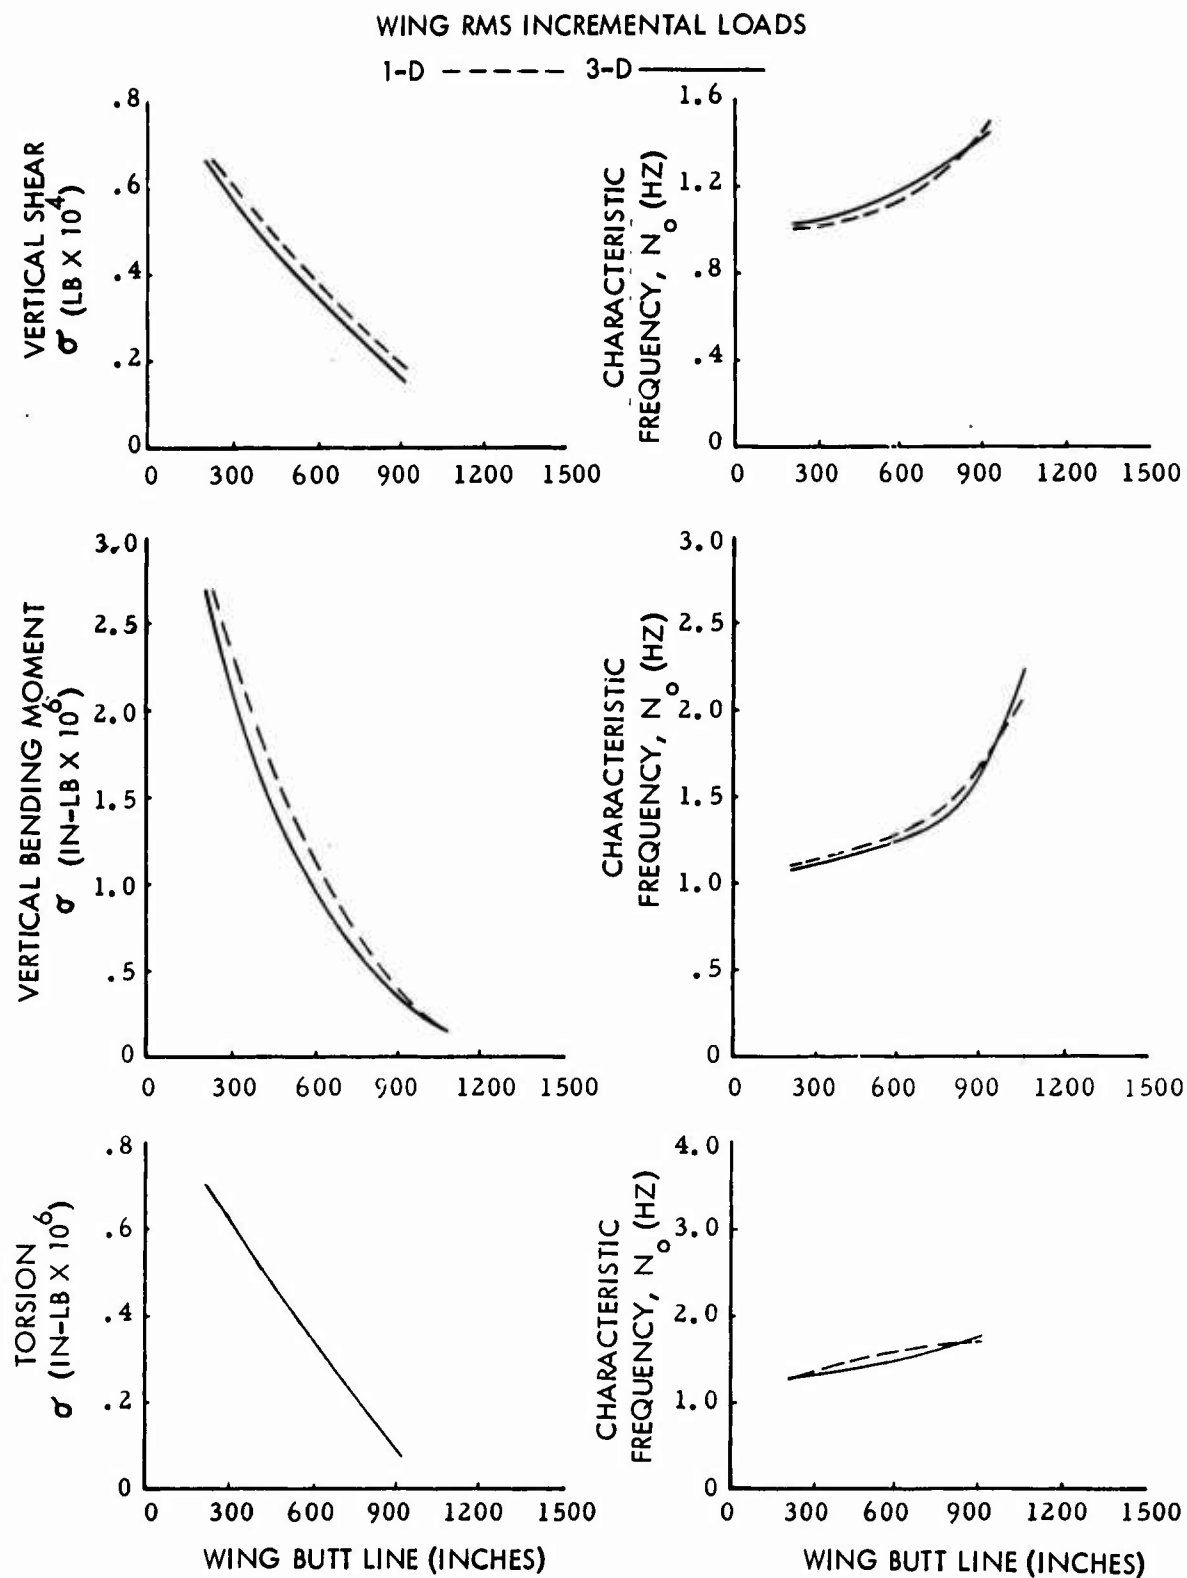 WING RMS INCREMENTAL LOADS
1-D 3-D
VERTICAL SHEAR
σ (LB X 10⁴)
.8
.6
.4
.2
0
0 300 600 900 1200 1500
CHARACTERISTIC
FREQUENCY, No (HZ)
1.6
1.2
.8
.4
0
0 300 600 900 1200 1500
VERTICAL BENDING MOMENT
σ (IN-LB X 10⁶)
3.0
2.5
2.0
1.5
1.0
.5
0
0 300 600 900 1200 1500
CHARACTERISTiC
FREQUENCY, No (HZ)
3.0
2.5
2.0
1.5
1.0
.5
0
0 300 600 900 1200 1500
TORSION
σ (IN-LB X 10⁶)
.8
.6
.4
.2
0
0 300 600 900 1200 1500
WING BUTT LINE (INCHES)
CHARACTERISTIC
FREQUENCY, No (HZ)
4.0
3.0
2.0
1.0
0
0 300 600 900 1200 1500
WING BUTT LINE (INCHES)